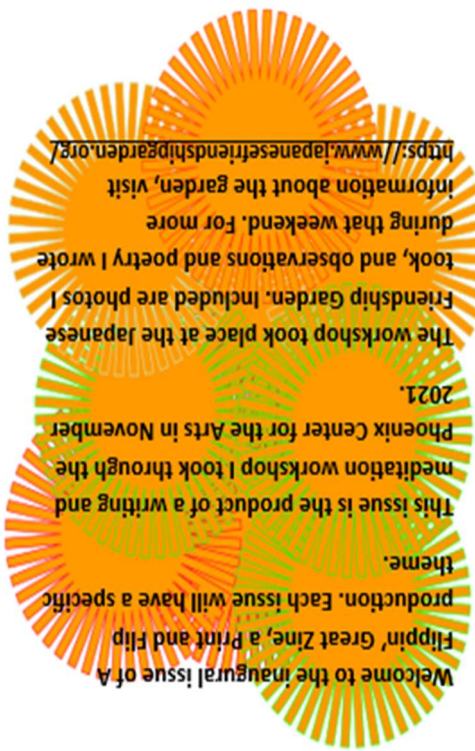 Welcome to the inaugural issue of A
Flippin' Great Zine, a Print and Flip
production. Each issue will have a specific
theme.
This issue is the product of a writing and
meditation workshop I took through the
Phoenix Center for the Arts in November
2021.
The workshop took place at the Japanese
Friendship Garden. Included are photos I
took, and observations and poetry I wrote
during that weekend. For more
information about the garden, visit
https://www.japanesefriendshipgarden.org/